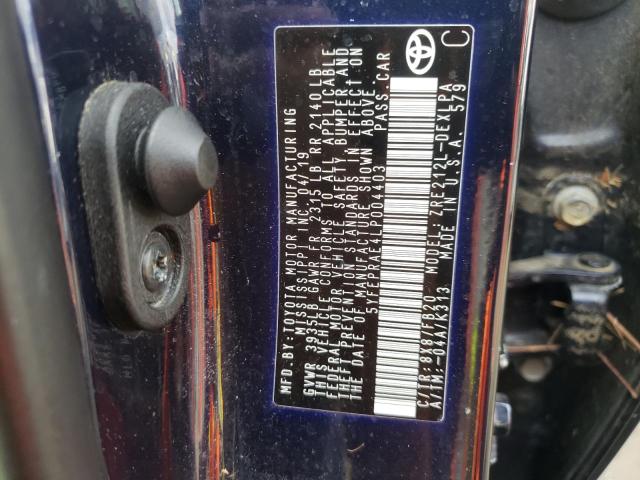 MFD.BY:TOYOTA MOTOR MANUFACTURING
MISSISSIPPI, INC. 04/19
GVWR 3935LB GAWR FR 2315 LB RR 2140LB
THIS VEHICLE CONFORMS TO ALL APPLICABLE
FEDERAL MOTOR VEHICLE SAFETY, BUMPER AND
THEFT PREVENTION STANDARDS IN EFFECT ON
THE DATE OF MANUFACTURE SHOWN ABOVE.
5YFEPRAE4LP004403 PASS.CAR
C/TR: 8X8/FB20
A/TM:-04A/K313
MODEL: ZRE212L-DEXLPA
MADE IN U.S.A. 579
C